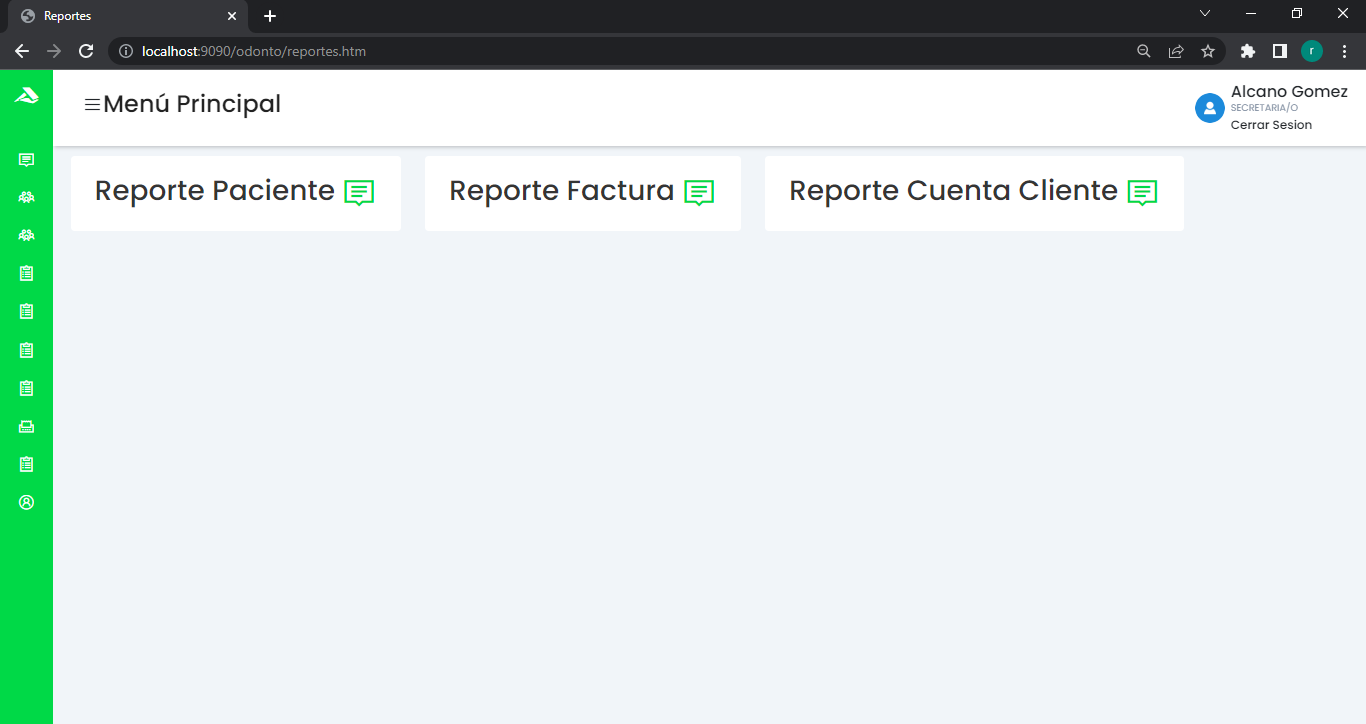 Reportes
localhost:9090/odonto/reportes.htm
r
Menú Principal
Alcano Gomez
SECRETARIA/O
Cerrar Sesion
Reporte Paciente
Reporte Factura
Reporte Cuenta Cliente